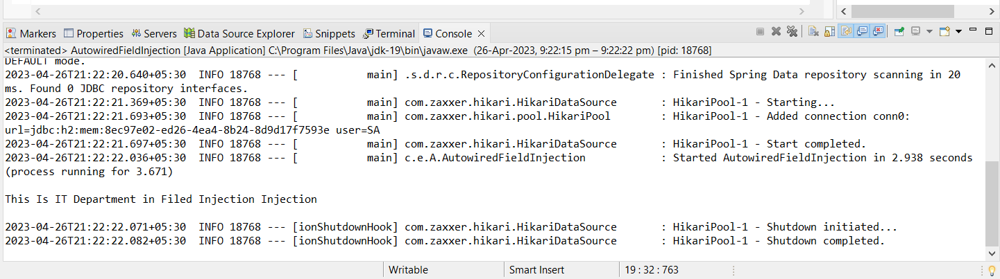 Markers Properties Servers Data Source Explorer Snippets Terminal Console
<terminated> AutowiredFieldInjection [Java Application] C:\Program Files\Java\jdk-19\bin\javaw.exe (26-Apr-2023, 9:22:15 pm – 9:22:22 pm) [pid: 18768]
DEFAULT mode.
2023-04-26T21:22:20.640+05:30  INFO 18768 --- [           main] .s.d.r.c.RepositoryConfigurationDelegate : Finished Spring Data repository scanning in 20
ms. Found 0 JDBC repository interfaces.
2023-04-26T21:22:21.369+05:30  INFO 18768 --- [           main] com.zaxxer.hikari.HikariDataSource       : HikariPool-1 - Starting...
2023-04-26T21:22:21.693+05:30  INFO 18768 --- [           main] com.zaxxer.hikari.pool.HikariPool        : HikariPool-1 - Added connection conn0:
url=jdbc:h2:mem:8ec97e02-ed26-4ea4-8b24-8d9d17f7593e user=SA
2023-04-26T21:22:21.697+05:30  INFO 18768 --- [           main] com.zaxxer.hikari.HikariDataSource       : HikariPool-1 - Start completed.
2023-04-26T21:22:22.036+05:30  INFO 18768 --- [           main] c.e.A.AutowiredFieldInjection            : Started AutowiredFieldInjection in 2.938 seconds
(process running for 3.671)
This Is IT Department in Filed Injection Injection
2023-04-26T21:22:22.071+05:30  INFO 18768 --- [ionShutdownHook] com.zaxxer.hikari.HikariDataSource       : HikariPool-1 - Shutdown initiated...
2023-04-26T21:22:22.082+05:30  INFO 18768 --- [ionShutdownHook] com.zaxxer.hikari.HikariDataSource       : HikariPool-1 - Shutdown completed.
Writable Smart Insert 19 : 32 : 763